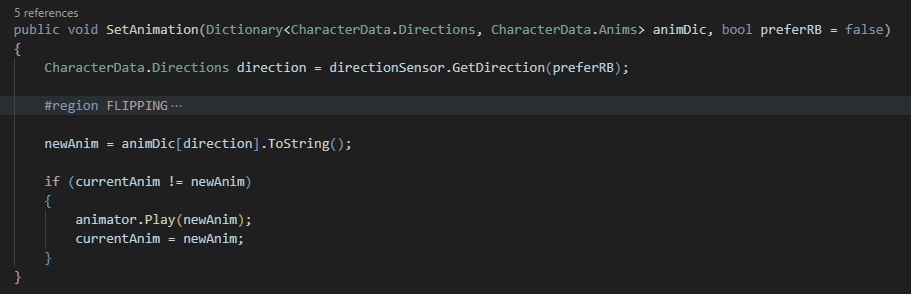 5 references
public void SetAnimation(Dictionary<CharacterData.Directions, CharacterData.Anims> animDic, bool preferRB = false)
{
CharacterData.Directions direction = directionSensor.GetDirection(preferRB);
#region FLIPPING···
newAnim = animDic[direction].ToString();
if (currentAnim != newAnim)
{
animator.Play(newAnim);
currentAnim = newAnim;
}
}